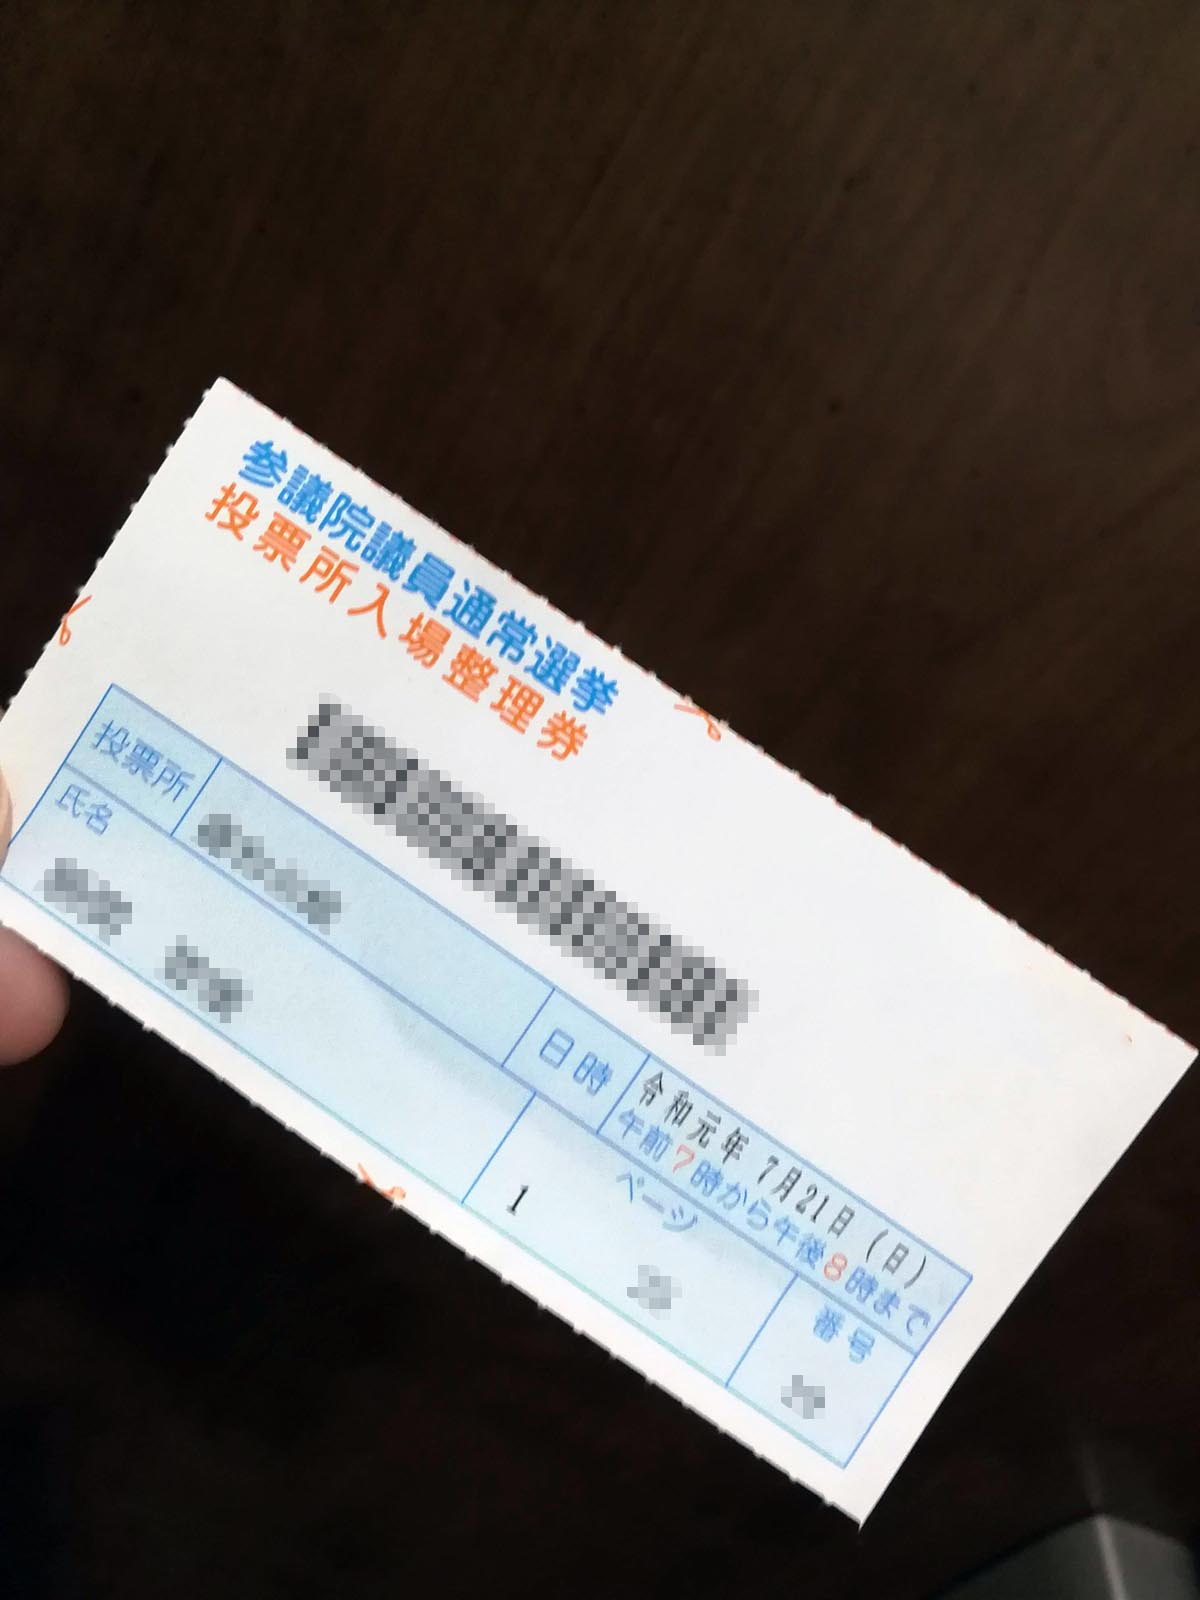 参議院議員通常選挙
投票所入場整理券
投票所
日時
令和元年 7月21日(日)
午前7時から午後8時まで
氏名
1
ページ
番号